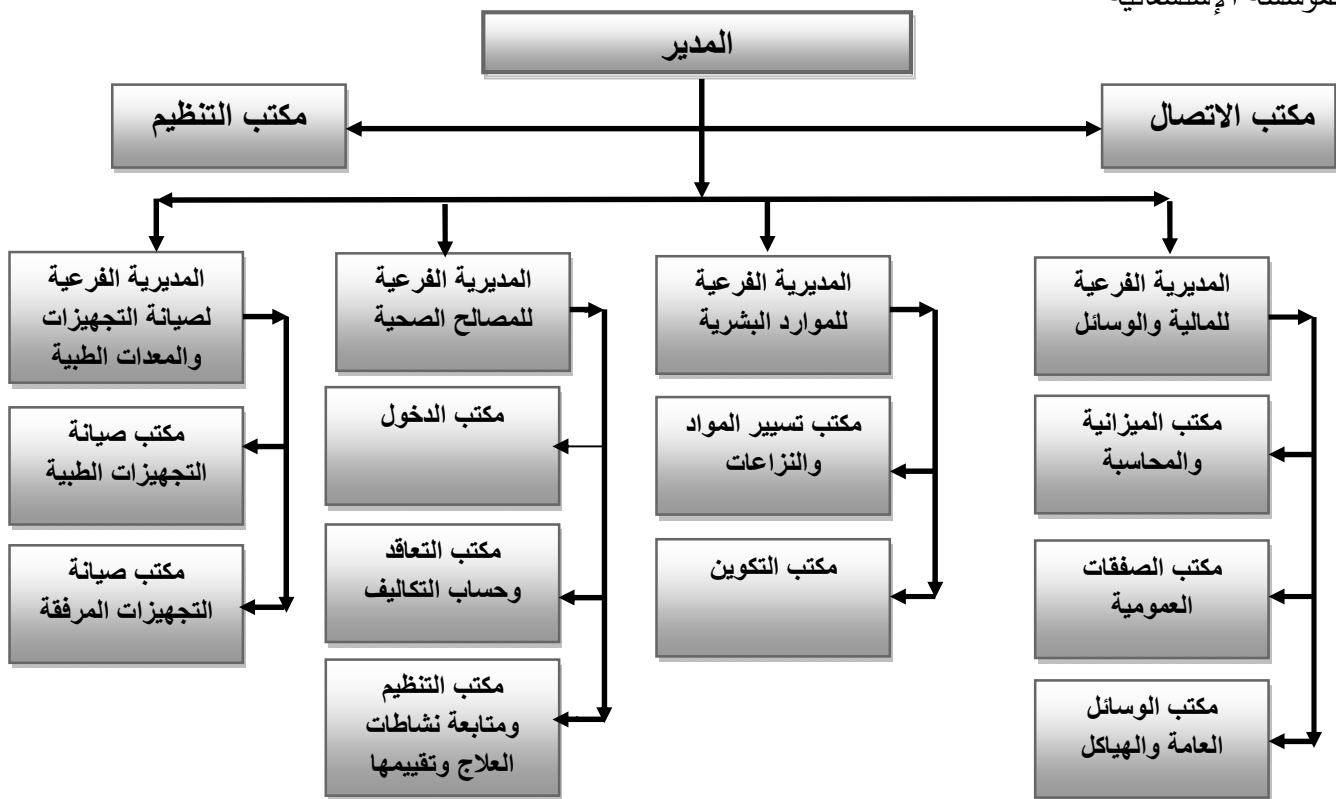 المدير
مكتب الاتصال
مكتب التنظيم
المديرية الفرعية
للمالية والوسائل
مكتب الميزانية
والمحاسبة
مكتب الصفقات
العمومية
مكتب الوسائل
العامة والهياكل
المديرية الفرعية
للموارد البشرية
مكتب تسيير المواد
والنزاعات
مكتب التكوين
المديرية الفرعية
للمصالح الصحية
مكتب الدخول
مكتب التعاقد
وحساب التكاليف
مكتب التنظيم
ومتابعة نشاطات
العلاج وتقييمها
المديرية الفرعية
لصيانة التجهيزات
والمعدات الطبية
مكتب صيانة
التجهيزات الطبية
مكتب صيانة
التجهيزات المرفقة